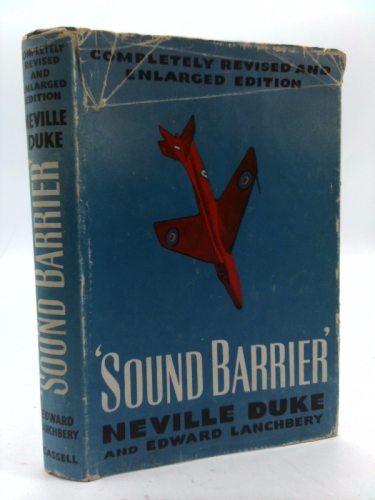 COMPLETELY REVISED AND
ENLARGED EDITION
'SOUND BARRIER'
NEVILLE DUKE
AND EDWARD LANCHBERY
COMPLETELY
REVISED
AND
ENLARGED
EDITION
NEVILLE
DUKE
SOUND BARRIER
EDWARD
LANCHBERY
CASSELL